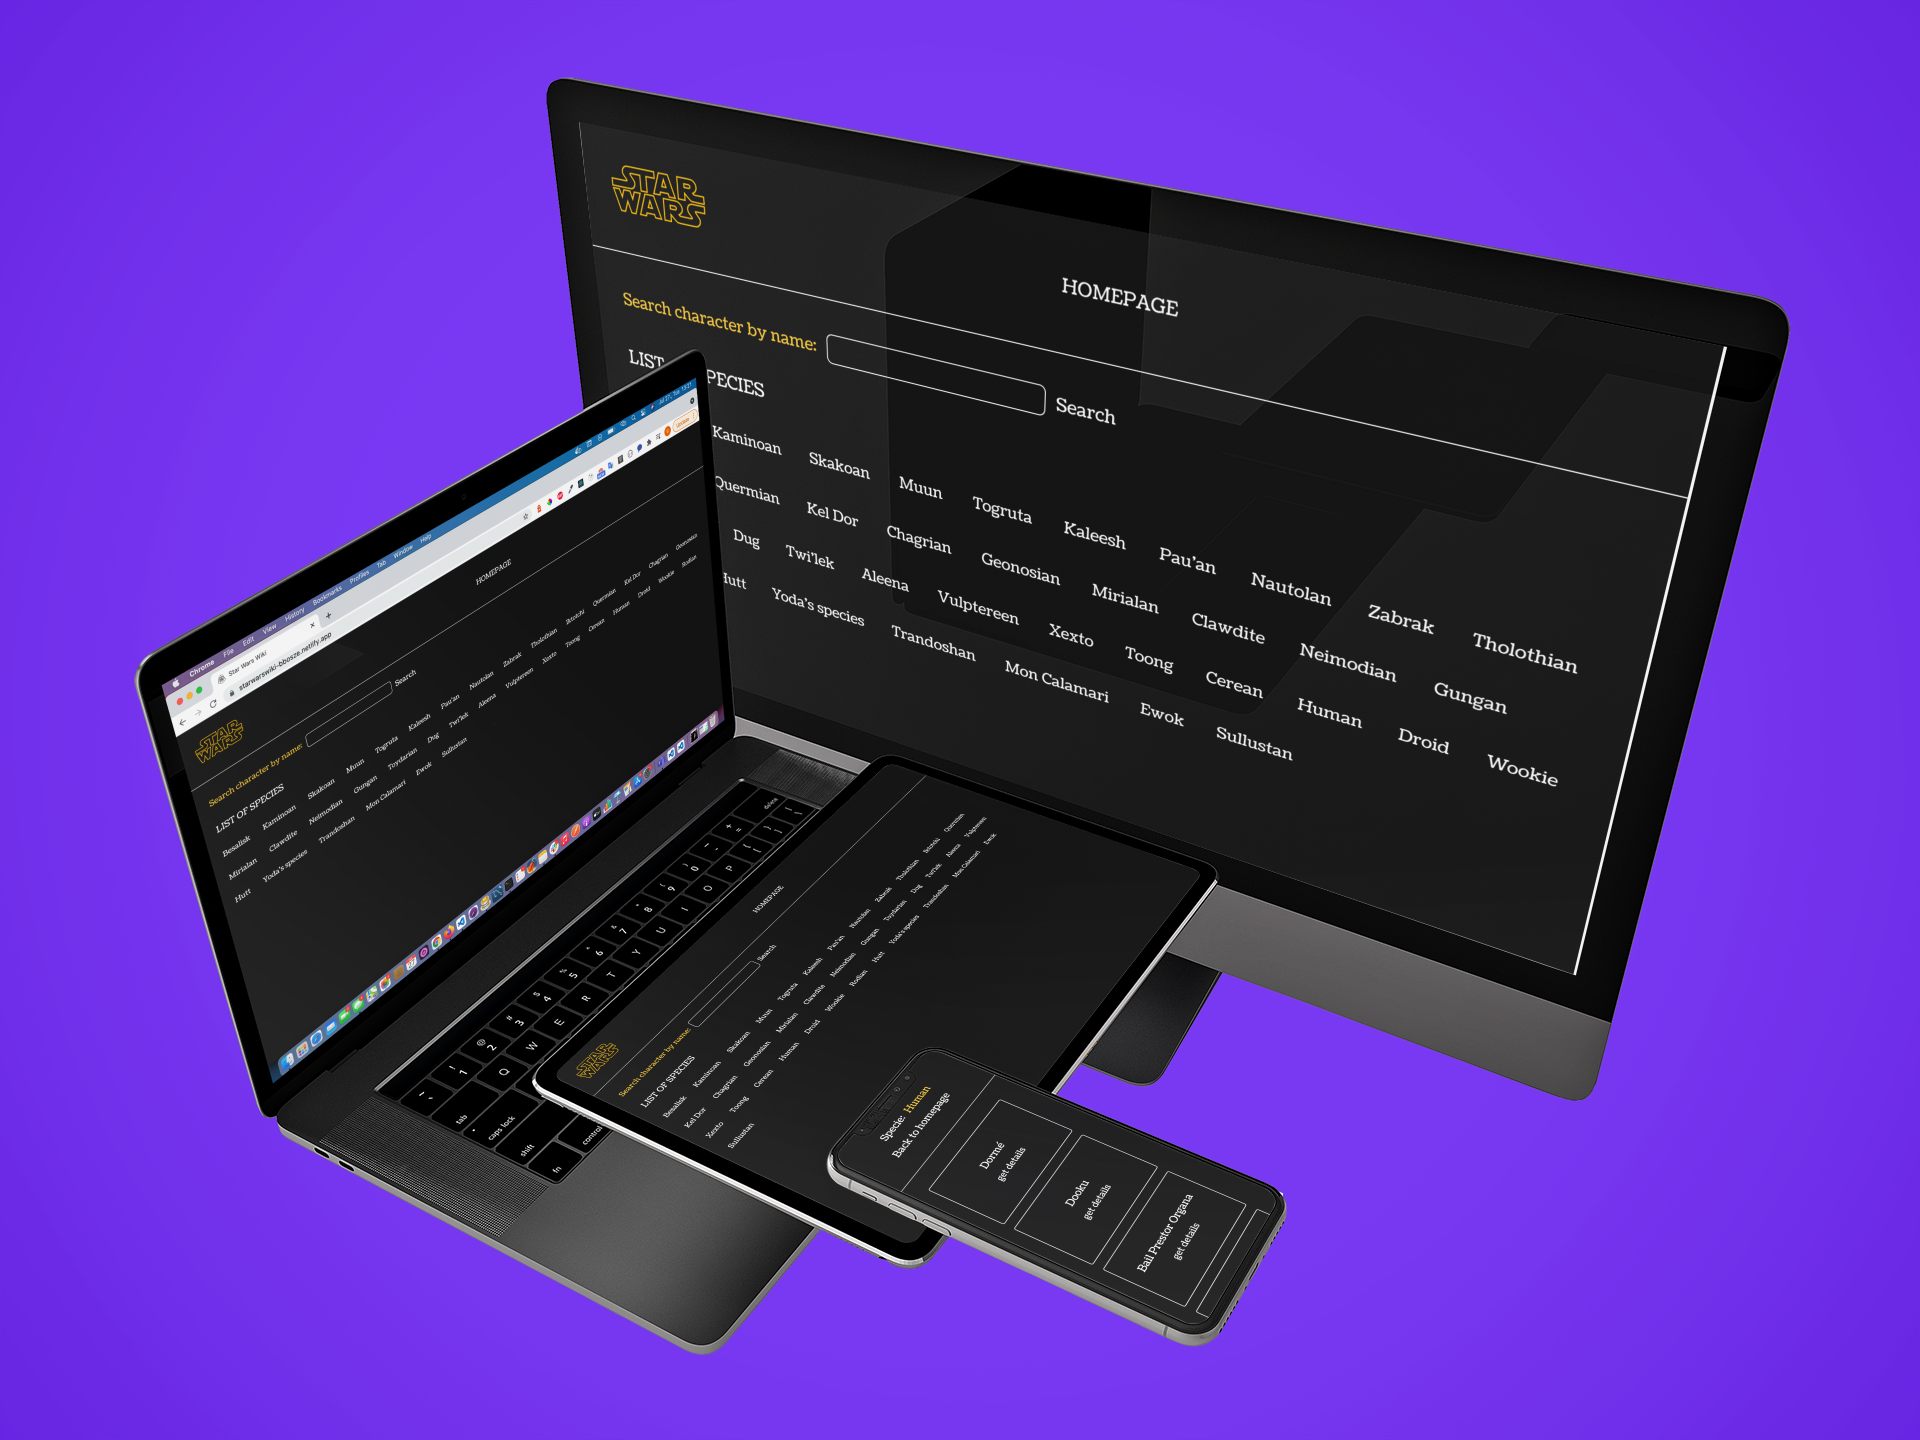 STAR WARS
HOMEPAGE
Search character by name: Search
LIST PECIES
Kaminoan Skakoan Muun Togruta Kaleesh Pau'an Nautolan Zabrak Tholothian
Quermian Kel Dor Chagrian Geonosian Mirialan Clawdite Neimodian Gungan
Dug Twi'lek Aleena Vulptereen Xexto Toong Cerean Human Droid Wookie
utt Yoda's species Trandoshan Mon Calamari Ewok Sullustan
Chrome File Edit View History Bookmarks Profiles Tab Window Help
Star Wars Wiki
starwarswiki-bbosze.netlify.app
Update
STAR WARS
HOMEPAGE
Search character by name: Search
LIST OF SPECIES
Besalisk Kaminoan Skakoan Muun Togruta Kaleesh Pau'an Nautolan Zabrak Tholothian Iktotchi Quermian Kel Dor Chagrian Geonosian
Mirialan Clawdite Neimodian Gungan Toydarian Dug Twi'lek Aleena Vulptereen Xexto Toong Cerean Human Droid Wookie Rodian
Hutt Yoda's species Trandoshan Mon Calamari Ewok Sullustan
1 2 3 4 5 6 7 8 9 0 - = delete
tab Q W E R T Y U I O P [ ]
caps lock
shift
fn control
STAR WARS
HOMEPAGE
Search character by name: Search
LIST OF SPECIES
Besalisk Kaminoan Skakoan Muun Togruta Kaleesh Pau'an Nautolan Zabrak Tholothian Iktotchi Quermian
Kel Dor Chagrian Geonosian Mirialan Clawdite Neimodian Gungan Toydarian Dug Twi'lek Aleena Vulptereen
Xexto Toong Cerean Human Droid Wookie Rodian Hutt Yoda's species Trandoshan Mon Calamari Ewok
Sullustan
Specie: Human
Back to homepage
Dormé
get details
Dooku
get details
Bail Prestor Organa
get details